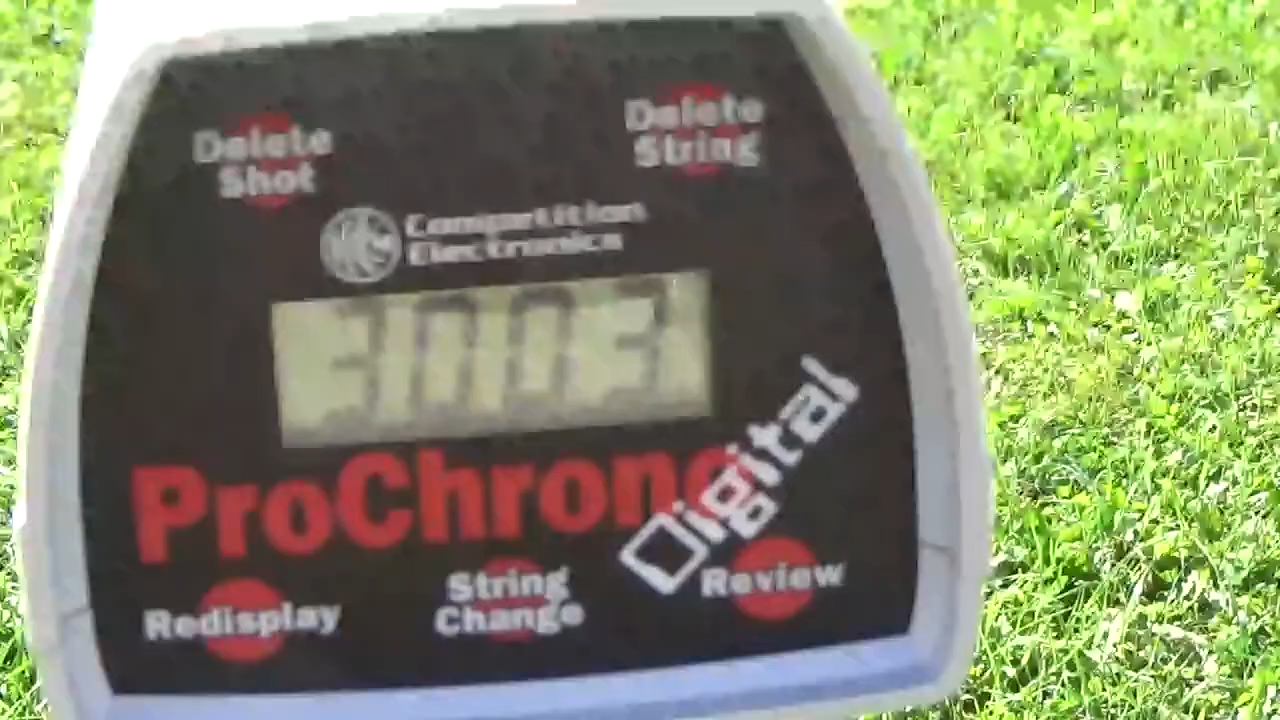 Delete
Shot
Delete
String
Competition
Electronics
ProChrono
Digital
Redisplay
String
Change
Review